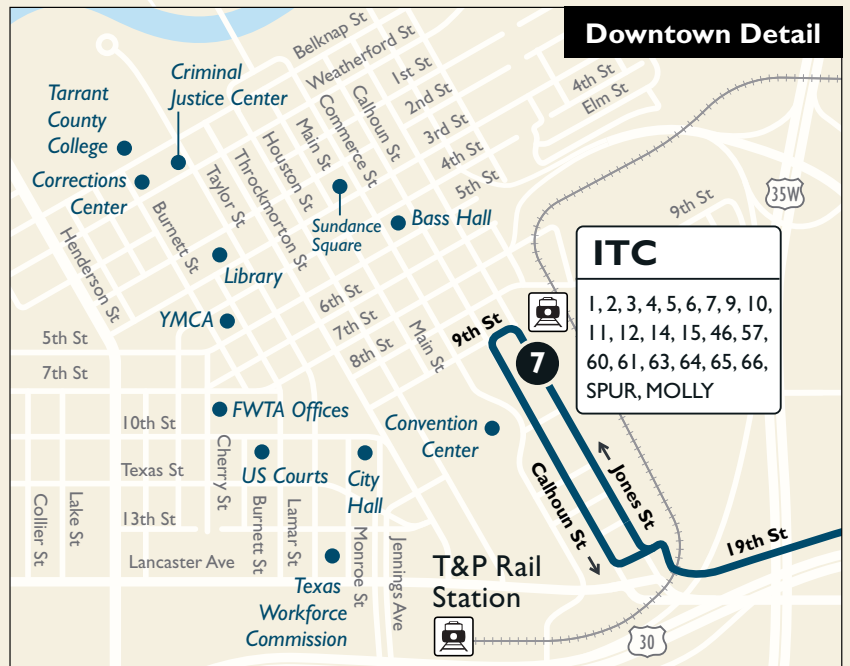 Downtown Detail
Belknap St
Weatherford St
1st St
2nd St
3rd St
4th St
5th St
4th St
Elm St
Calhoun St
Commerce St
Main St
Houston St
Throckmorton St
Taylor St
Burnett St
Henderson St
Criminal
Justice Center
Tarrant
County
College
Corrections
Center
Sundance
Square
Bass Hall
Library
YMCA
9th St
35W
ITC
1, 2, 3, 4, 5, 6, 7, 9, 10,
11, 12, 14, 15, 46, 57,
60, 61, 63, 64, 65, 66,
SPUR, MOLLY
6th St
7th St
8th St
Main St
9th St
7
5th St
7th St
10th St
Texas St
13th St
Lancaster Ave
FWTA Offices
US Courts
City
Hall
Convention
Center
Cherry St
Burnett St
Lamar St
Monroe St
Jennings Ave
Collier St
Lake St
Texas
Workforce
Commission
Calhoun St
Jones St
19th St
T&P Rail
Station
30